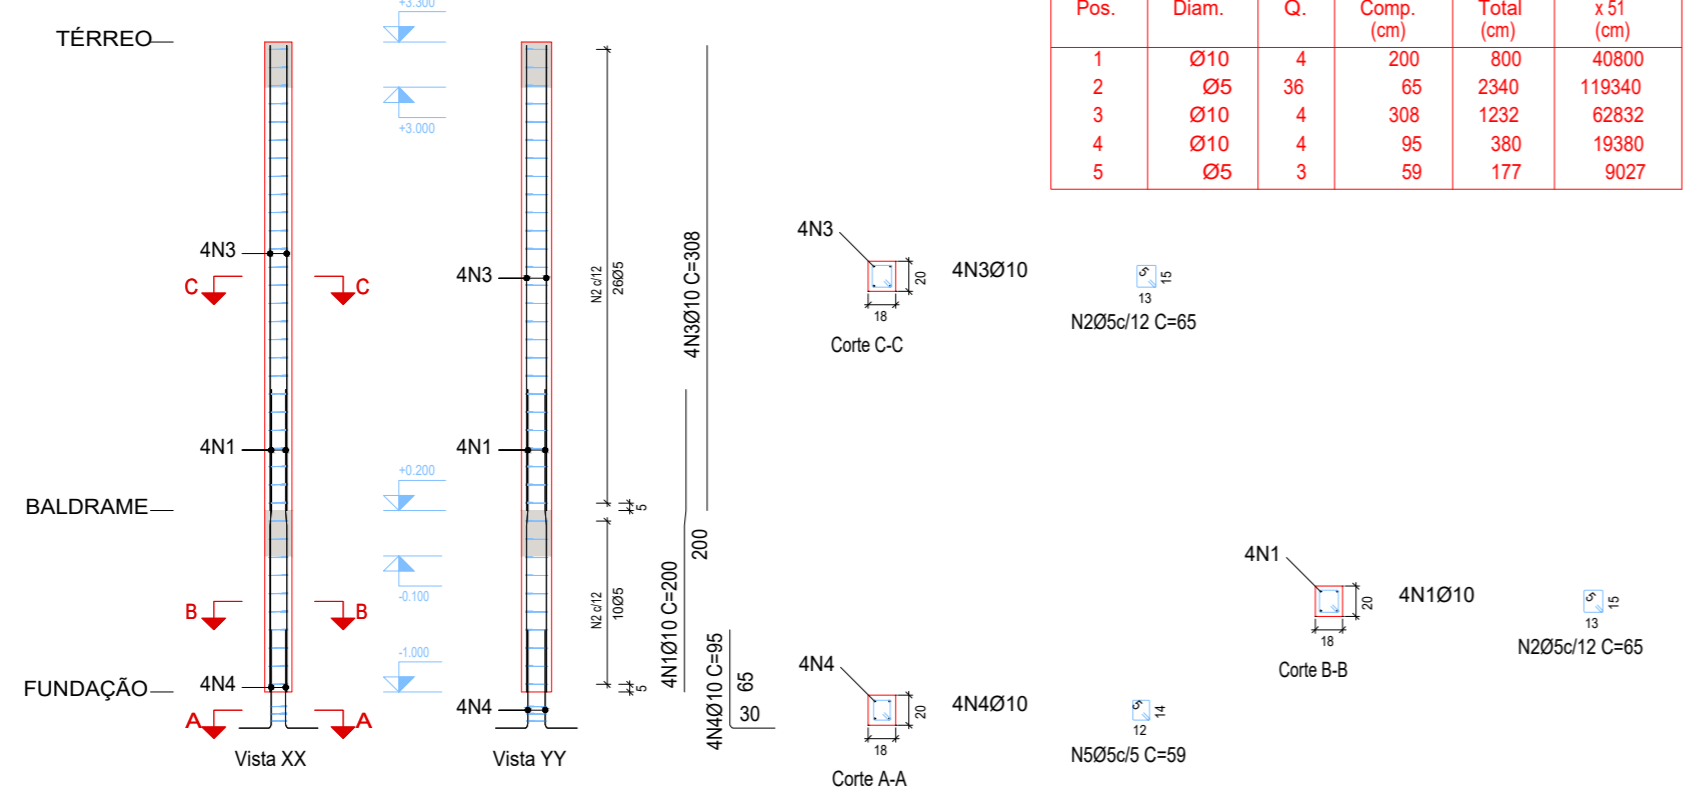 Pos. Diam. Q. Comp. (cm) Total (cm) x 51 (cm)
1 Ø10 4 200 800 40800
2 Ø5 36 65 2340 119340
3 Ø10 4 308 1232 62832
4 Ø10 4 95 380 19380
5 Ø5 3 59 177 9027
TÉRREO
+3.300
+3.000
4N3
C C
4N1
BALDRAME
+0.200
-0.100
B B
-1.000
FUNDAÇÃO
4N4
A A
Vista XX
4N3
4N1
4N4
Vista YY
N2 c/12
26Ø5
5
N2 c/12
10Ø5
5
4N3Ø10 C=308
4N1Ø10 C=200
200
4N4Ø10 C=95
65
30
4N3
20
18
4N3Ø10
Corte C-C
5
15
13
N2Ø5c/12 C=65
4N1
20
18
4N1Ø10
Corte B-B
5
15
13
N2Ø5c/12 C=65
4N4
20
18
4N4Ø10
Corte A-A
5
14
12
N5Ø5c/5 C=59